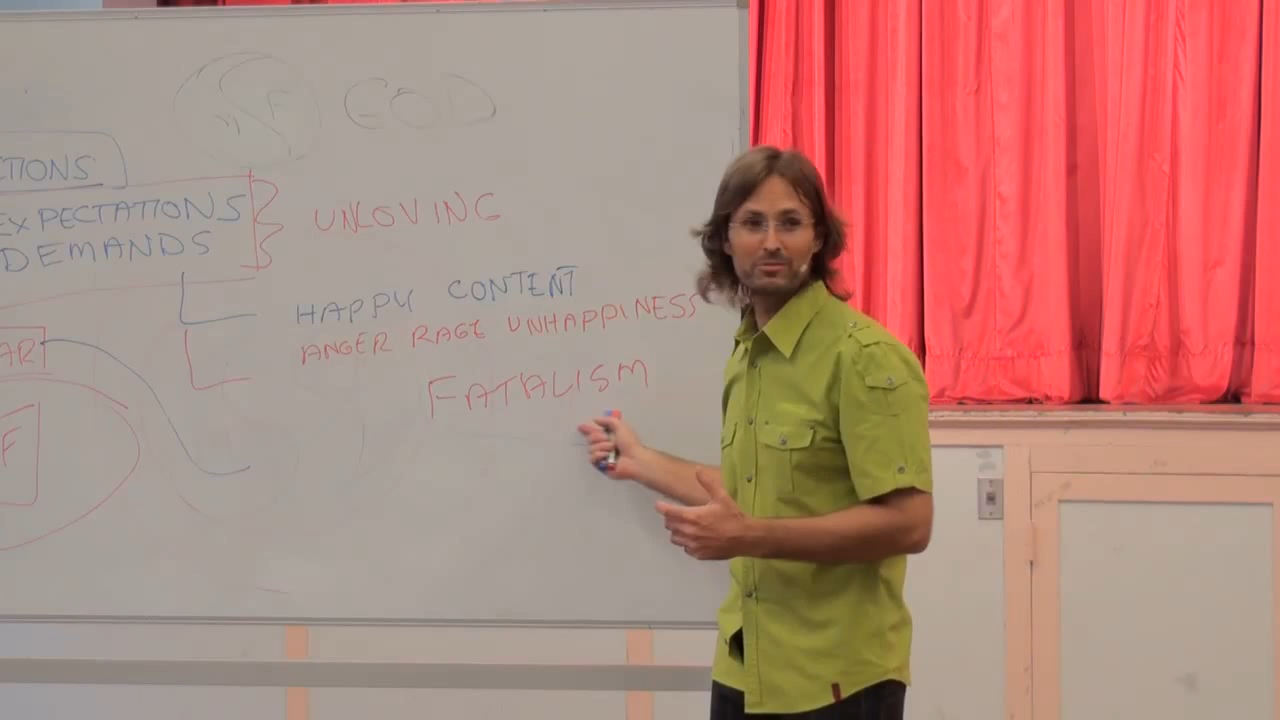 F GOD
CTIONS
EXPECTATIONS
DEMANDS
UNLOVING
HAPPY CONTENT
ANGER RAGE UNHAPPINESS
AR
FATALISM
F